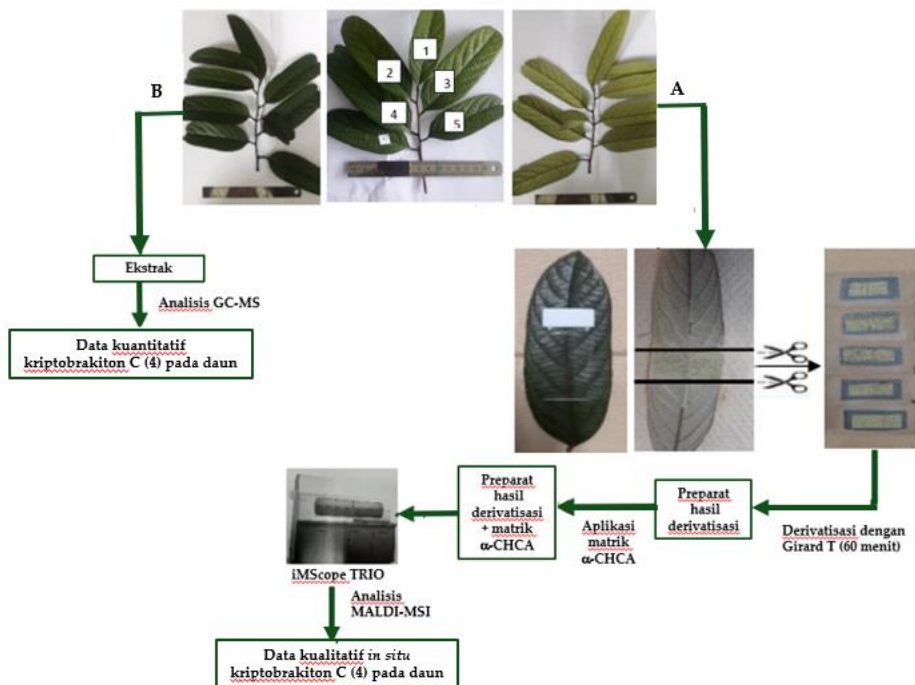 B
1
2
3
4
5
A
Ekstrak
Analisis GC-MS
Data kuantitatif
kriptobrakiton C (4) pada daun
Preparat
hasil
derivatisasi
+ matrik
α-CHCA
Aplikasi
matrik
α-CHCA
Preparat
hasil
derivatisasi
Derivatisasi dengan
Girard T (60 menit)
iMScope TRIO
Analisis
MALDI-MSI
Data kualitatif in situ
kriptobrakiton C (4) pada daun